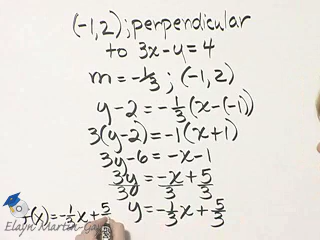 (-1,2); perpendicular
to 3x-y=4
m=-1/3; (-1,2)
y-2=-1/3(x-(-1))
3(y-2)=-1(x+1)
3y-6=-x-1
3y/3=-x/3+5/3
y=-1/3x+5/3
f(x)=-1/3x+5/
Elayn Martin-Gay